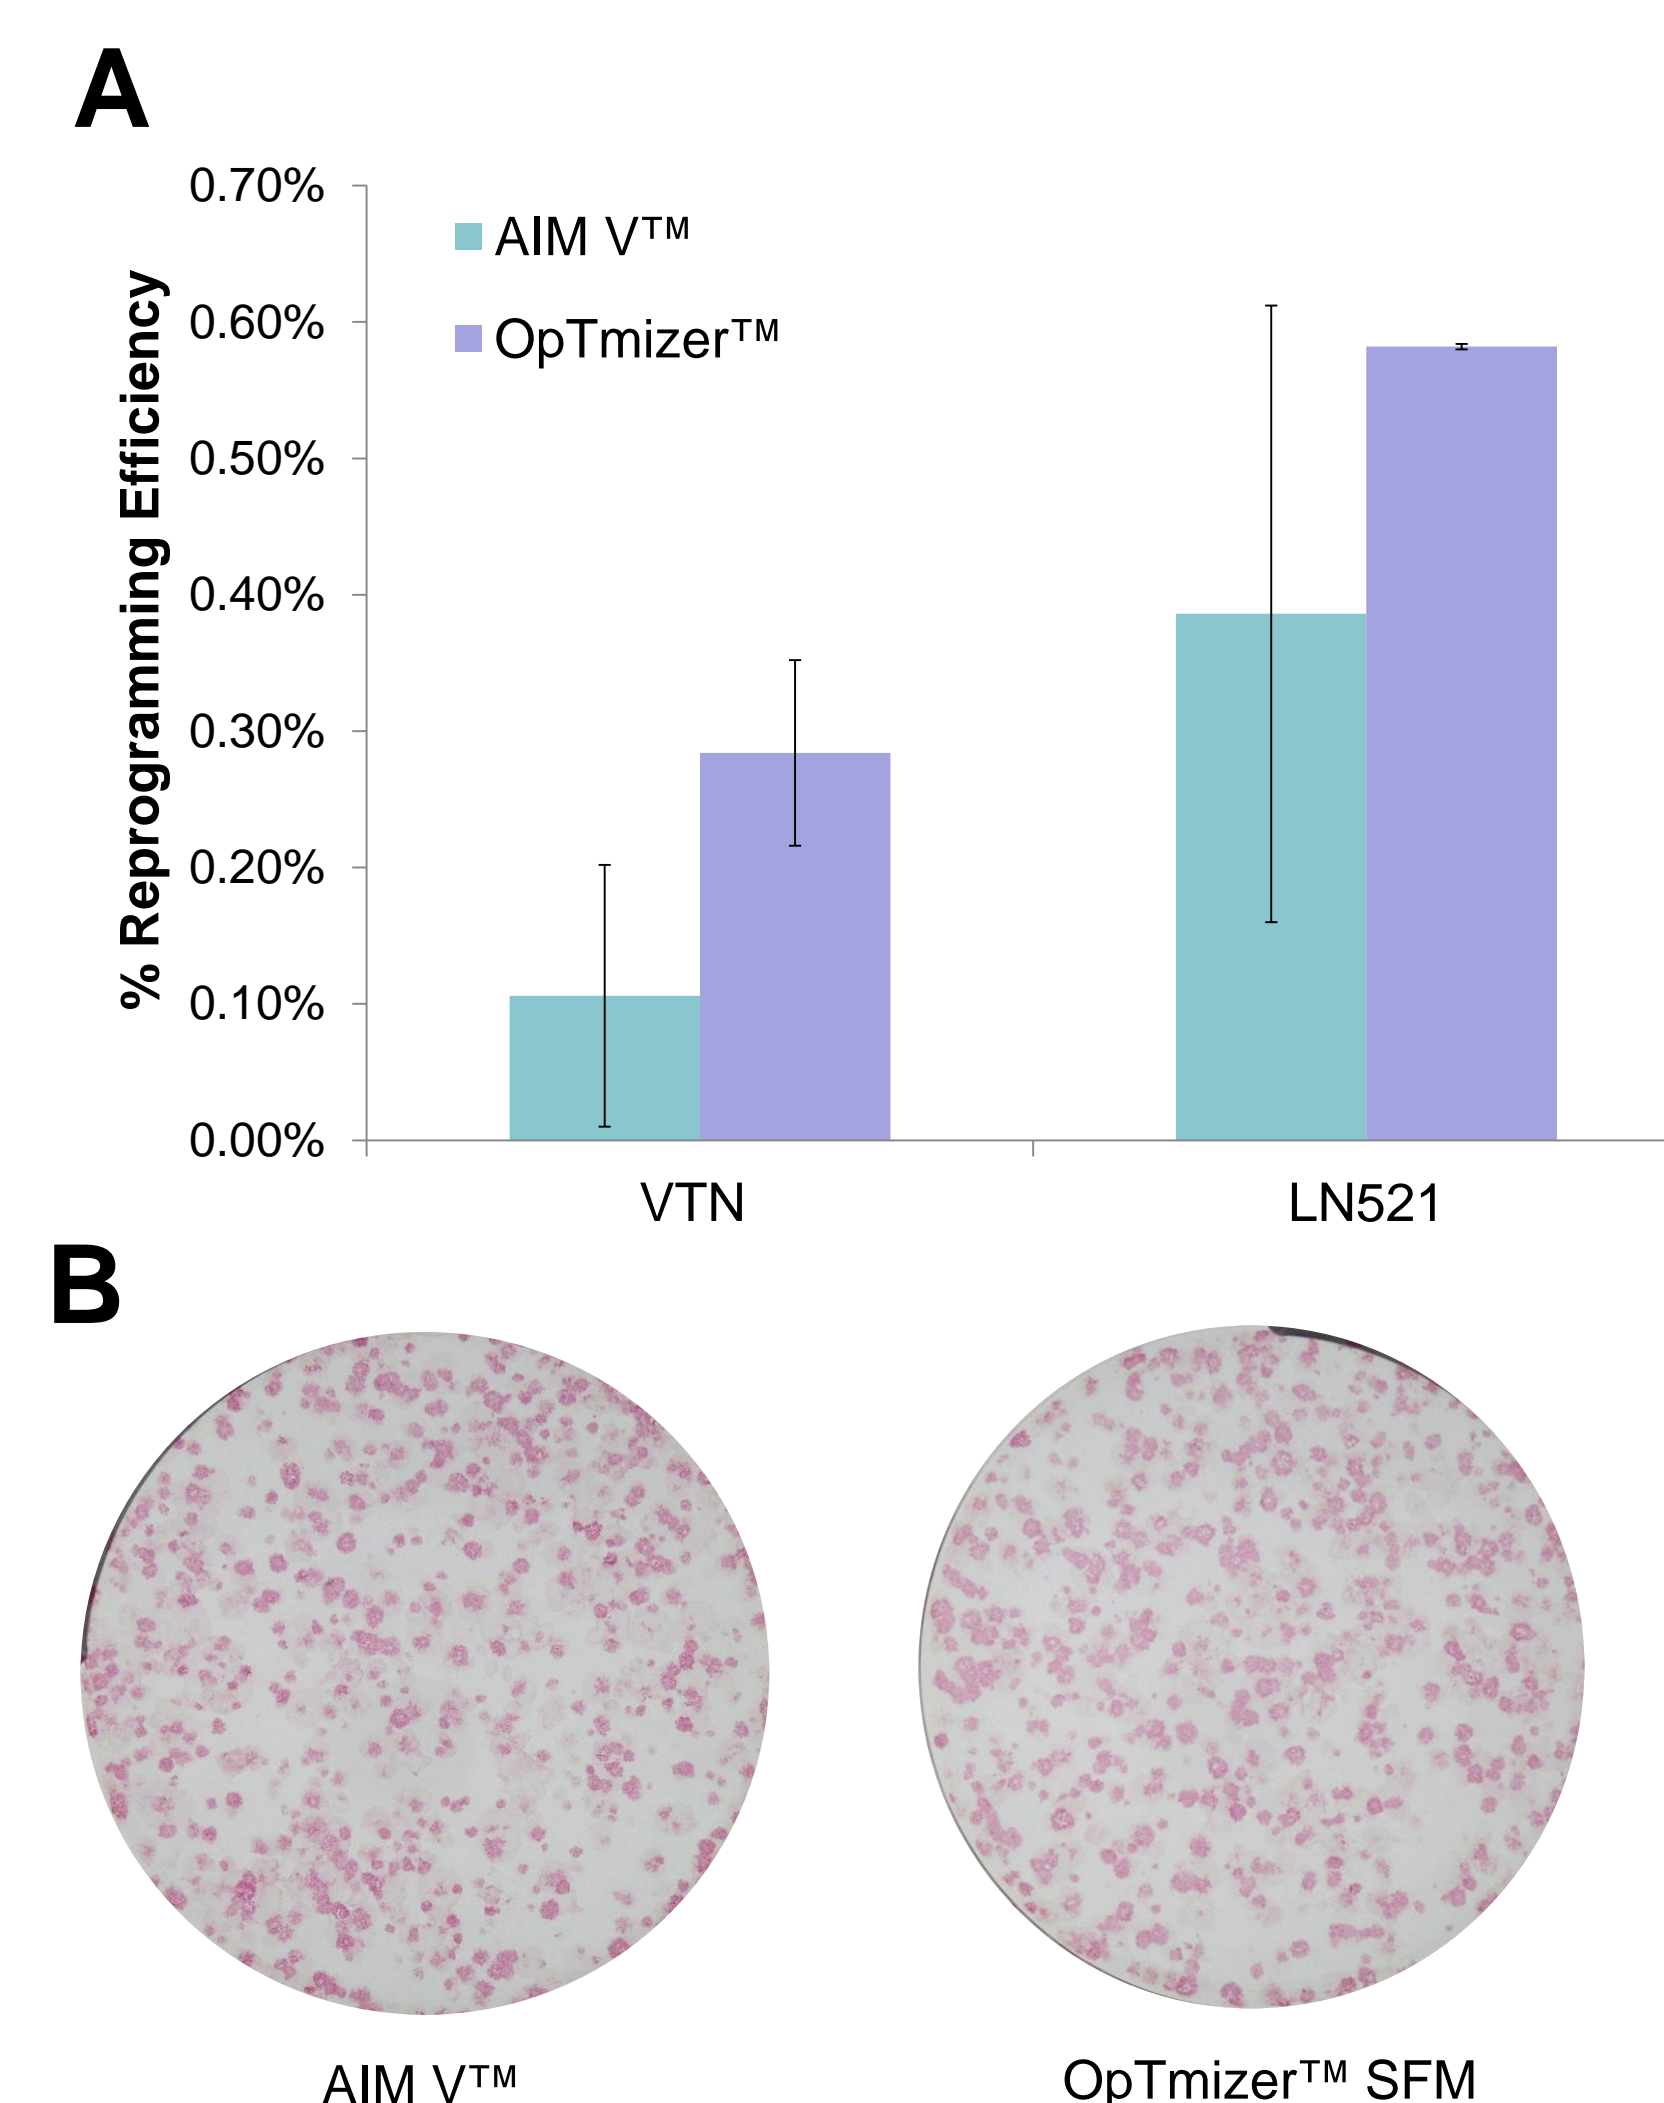 A
0.70%
0.60%
0.50%
0.40%
0.30%
0.20%
0.10%
0.00%
% Reprogramming Efficiency
AIM V™
OpTmizer™
VTN
LN521
B
AIM V™
OpTmizer™ SFM